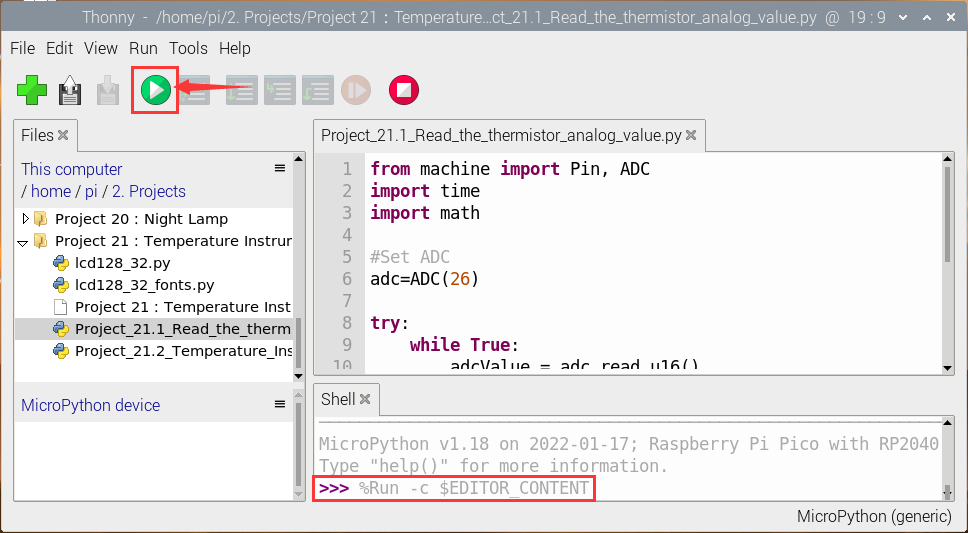 Thonny - /home/pi/2. Projects/Project 21 : Temperature...ct_21.1_Read_the_thermistor_analog_value.py @ 19 : 9
File Edit View Run Tools Help
Files
This computer
/ home / pi / 2. Projects
Project 20 : Night Lamp
Project 21 : Temperature Instrur
lcd128_32.py
lcd128_32_fonts.py
Project 21 : Temperature Inst
Project_21.1_Read_the_therm
Project_21.2_Temperature_Ins
MicroPython device
Project_21.1_Read_the_thermistor_analog_value.py
1 from machine import Pin, ADC
2 import time
3 import math
4
5 #Set ADC
6 adc=ADC(26)
7
8 try:
9 while True:
10 adcValue = adc.read_u16()
Shell
MicroPython v1.18 on 2022-01-17; Raspberry Pi Pico with RP2040
Type "help()" for more information.
>>> %Run -c $EDITOR_CONTENT
MicroPython (generic)